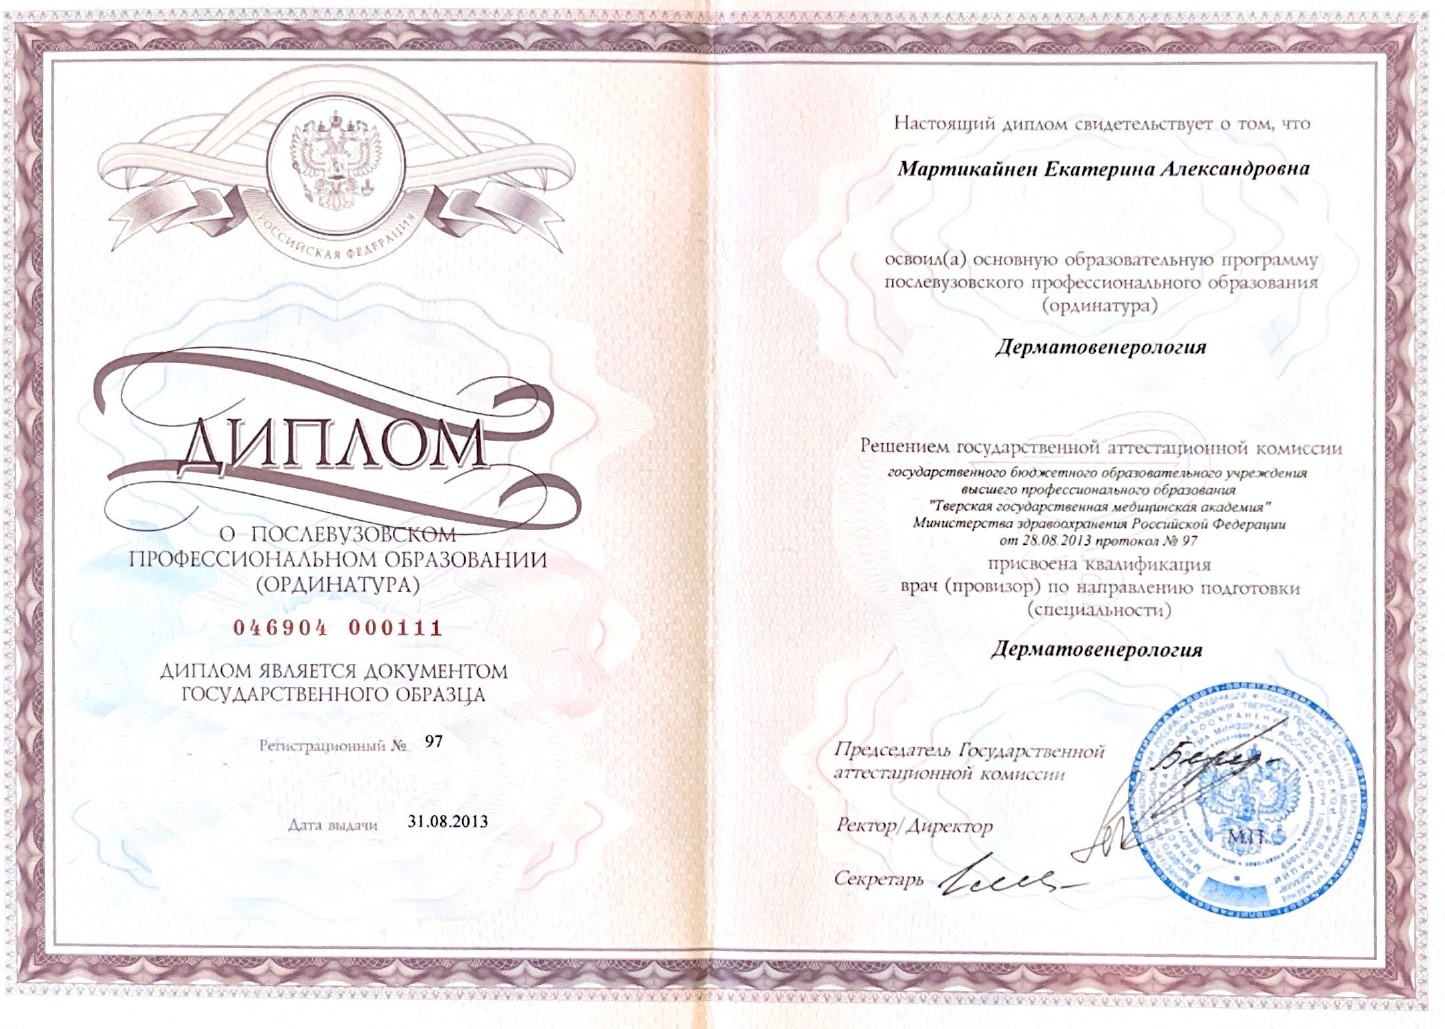 РОССИЙСКАЯ ФЕДЕРАЦИЯ
ДИПЛОМ
О ПОСЛЕВУЗОВСКОМ
ПРОФЕССИОНАЛЬНОМ ОБРАЗОВАНИИ
(ОРДИНАТУРА)
046904 000111
ДИПЛОМ ЯВЛЯЕТСЯ ДОКУМЕНТОМ
ГОСУДАРСТВЕННОГО ОБРАЗЦА
Регистрационный № 97
Дата выдачи 31.08.2013
Настоящий диплом свидетельствует о том, что
Мартикайнен Екатерина Александровна
освоил(а) основную образовательную программу
послевузовского профессионального образования
(ординатура)
Дерматовенерология
Решением государственной аттестационной комиссии
государственного бюджетного образовательного учреждения
высшего профессионального образования
"Тверская государственная медицинская академия"
Министерства здравоохранения Российской Федерации
от 28.08.2013 протокол № 97
присвоена квалификация
врач (провизор) по направлению подготовки
(специальности)
Дерматовенерология
Председатель Государственной
аттестационной комиссии
Ректор/Директор
М.П.
Секретарь